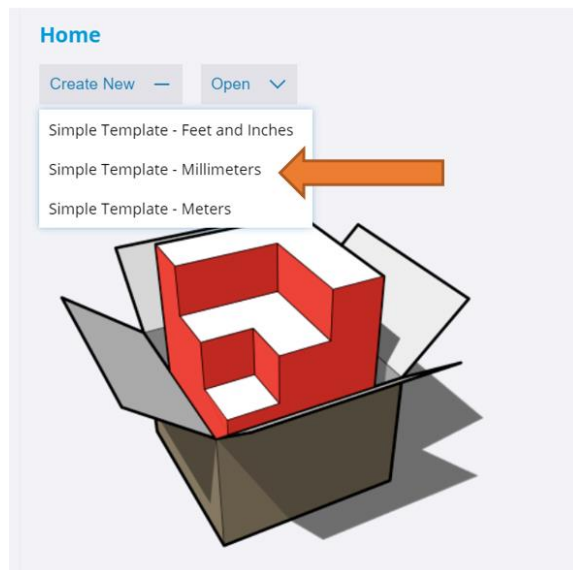 Home
Create New Open
Simple Template - Feet and Inches
Simple Template - Millimeters
Simple Template - Meters